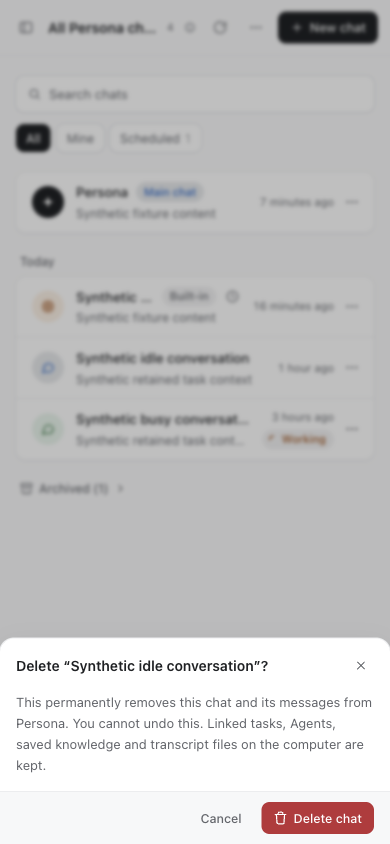 All Persona ch...
+ New chat
Search chats
All
Mine
Scheduled 1
Persona
Main chat
Synthetic fixture content
7 minutes ago
Today
Synthetic ...
Built-in
Synthetic fixture content
16 minutes ago
Synthetic idle conversation
Synthetic retained task context
1 hour ago
Synthetic busy conversat...
Synthetic retained task cont...
3 hours ago
Working
Archived (1)
Delete “Synthetic idle conversation”?
This permanently removes this chat and its messages from
Persona. You cannot undo this. Linked tasks, Agents,
saved knowledge and transcript files on the computer are
kept.
Cancel
Delete chat